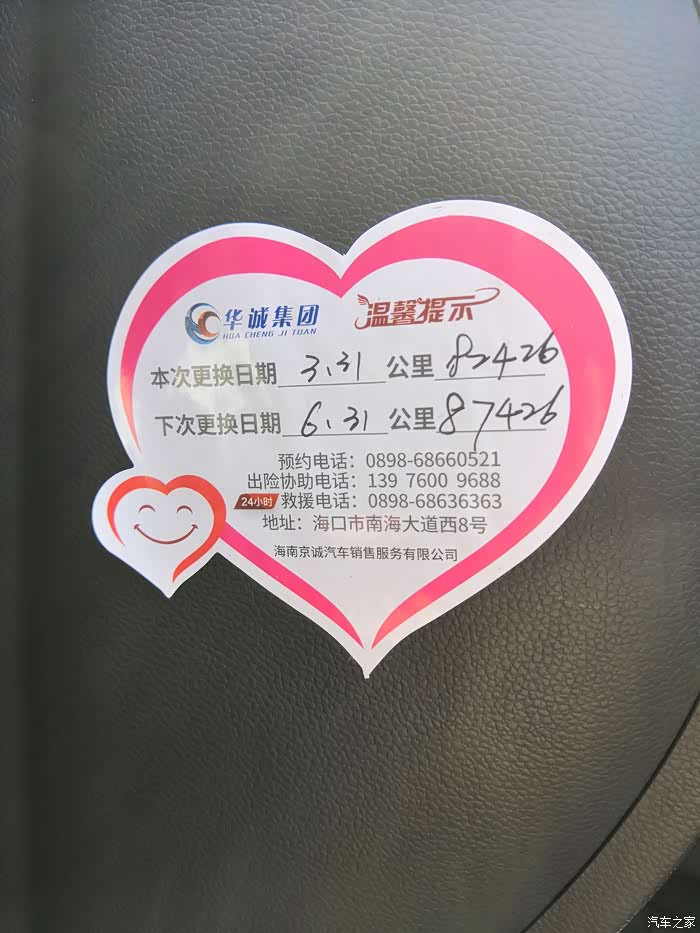 华诚集团 温馨提示
HUA CHENG JI TUAN
本次更换日期 3.31 公里 82426
下次更换日期 6.31 公里 87426
预约电话：0898-68660521
出险协助电话：139 7600 9688
24小时 救援电话：0898-68636363
地址：海口市南海大道西8号
海南京诚汽车销售服务有限公司
汽车之家